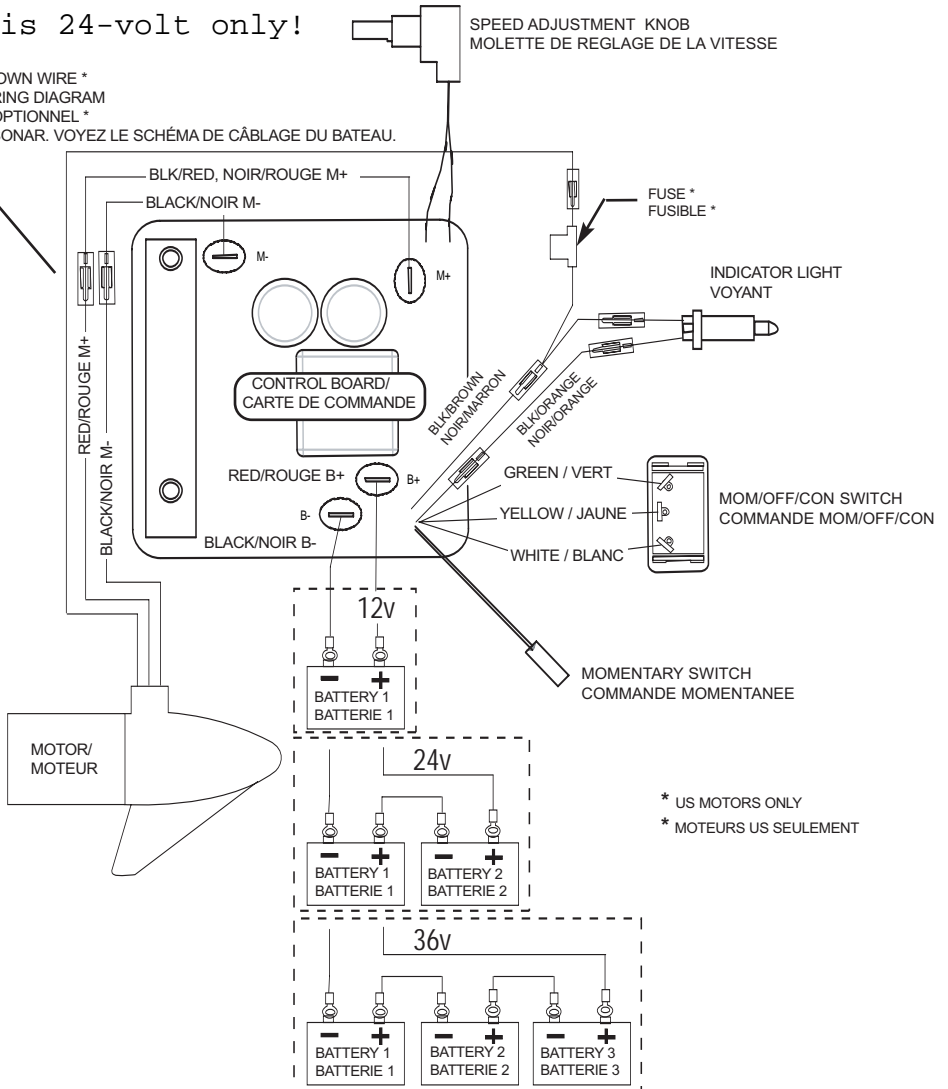 is 24-volt only!
SPEED ADJUSTMENT KNOB
MOLETTE DE REGLAGE DE LA VITESSE
OWN WIRE *
RING DIAGRAM
OPTIONNEL *
SONAR. VOYEZ LE SCHÉMA DE CÂBLAGE DU BATEAU.
BLK/RED, NOIR/ROUGE M+
BLACK/NOIR M-
FUSE *
FUSIBLE *
M-
M+
INDICATOR LIGHT
VOYANT
RED/ROUGE M+
BLACK/NOIR M-
CONTROL BOARD/
CARTE DE COMMANDE
BLK/BROWN
NOIR/MARRON
BLK/ORANGE
NOIR/ORANGE
RED/ROUGE B+
B+
B-
BLACK/NOIR B-
GREEN / VERT
YELLOW / JAUNE
WHITE / BLANC
MOM/OFF/CON SWITCH
COMMANDE MOM/OFF/CON
12v
BATTERY 1
BATTERIE 1
MOMENTARY SWITCH
COMMANDE MOMENTANEE
MOTOR/
MOTEUR
24v
BATTERY 1
BATTERIE 1
BATTERY 2
BATTERIE 2
* US MOTORS ONLY
* MOTEURS US SEULEMENT
36v
BATTERY 1
BATTERIE 1
BATTERY 2
BATTERIE 2
BATTERY 3
BATTERIE 3